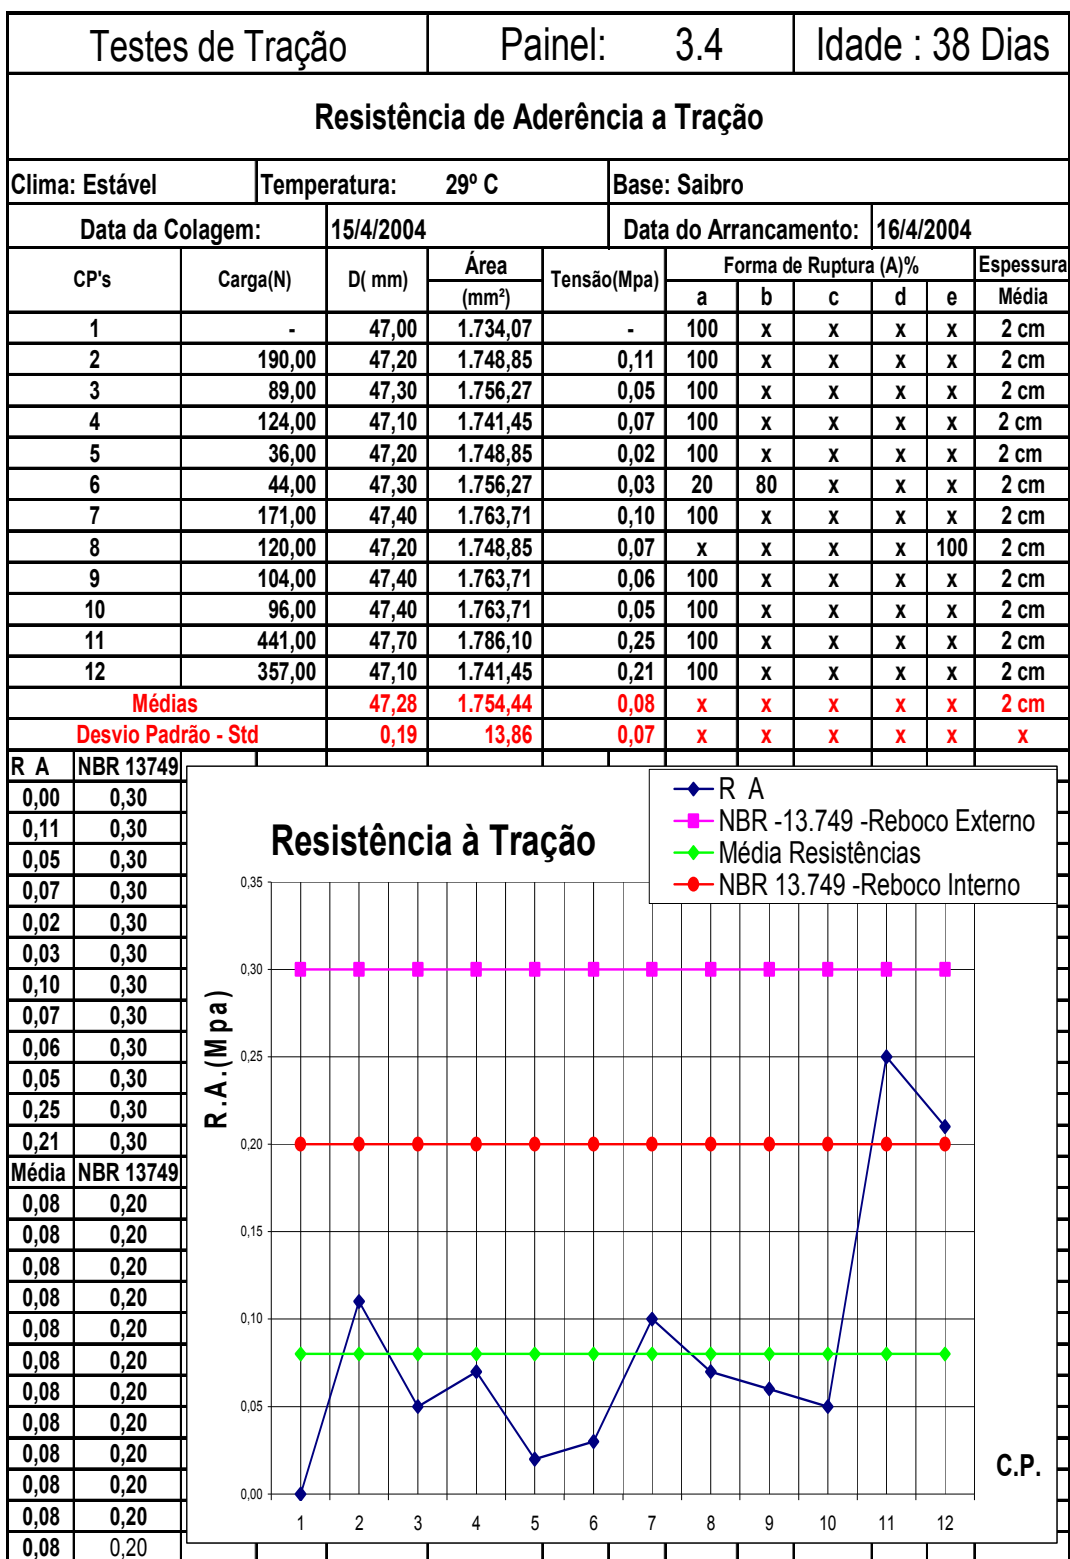 Testes de Tração Painel: 3.4 Idade : 38 Dias
Resistência de Aderência a Tração
Clima: Estável Temperatura: 29º C Base: Saibro
Data da Colagem: 15/4/2004 Data do Arrancamento: 16/4/2004
CP's Carga(N) D( mm) Área (mm²) Tensão(Mpa) Forma de Ruptura (A)% Espessura
a b c d e Média
1 - 47,00 1.734,07 - 100 x x x x 2 cm
2 190,00 47,20 1.748,85 0,11 100 x x x x 2 cm
3 89,00 47,30 1.756,27 0,05 100 x x x x 2 cm
4 124,00 47,10 1.741,45 0,07 100 x x x x 2 cm
5 36,00 47,20 1.748,85 0,02 100 x x x x 2 cm
6 44,00 47,30 1.756,27 0,03 20 80 x x x 2 cm
7 171,00 47,40 1.763,71 0,10 100 x x x x 2 cm
8 120,00 47,20 1.748,85 0,07 x x x x 100 2 cm
9 104,00 47,40 1.763,71 0,06 100 x x x x 2 cm
10 96,00 47,40 1.763,71 0,05 100 x x x x 2 cm
11 441,00 47,70 1.786,10 0,25 100 x x x x 2 cm
12 357,00 47,10 1.741,45 0,21 100 x x x x 2 cm
Médias 47,28 1.754,44 0,08 x x x x x 2 cm
Desvio Padrão - Std 0,19 13,86 0,07 x x x x x x
R A NBR 13749
0,00 0,30
0,11 0,30
0,05 0,30
0,07 0,30
0,02 0,30
0,03 0,30
0,10 0,30
0,07 0,30
0,06 0,30
0,05 0,30
0,25 0,30
0,21 0,30
Média NBR 13749
0,08 0,20
0,08 0,20
0,08 0,20
0,08 0,20
0,08 0,20
0,08 0,20
0,08 0,20
0,08 0,20
0,08 0,20
0,08 0,20
0,08 0,20
0,08 0,20
Resistência à Tração
R A
NBR -13.749 -Reboco Externo
Média Resistências
NBR 13.749 -Reboco Interno
R.A.(Mpa)
0,35
0,30
0,25
0,20
0,15
0,10
0,05
0,00
1 2 3 4 5 6 7 8 9 10 11 12
C.P.